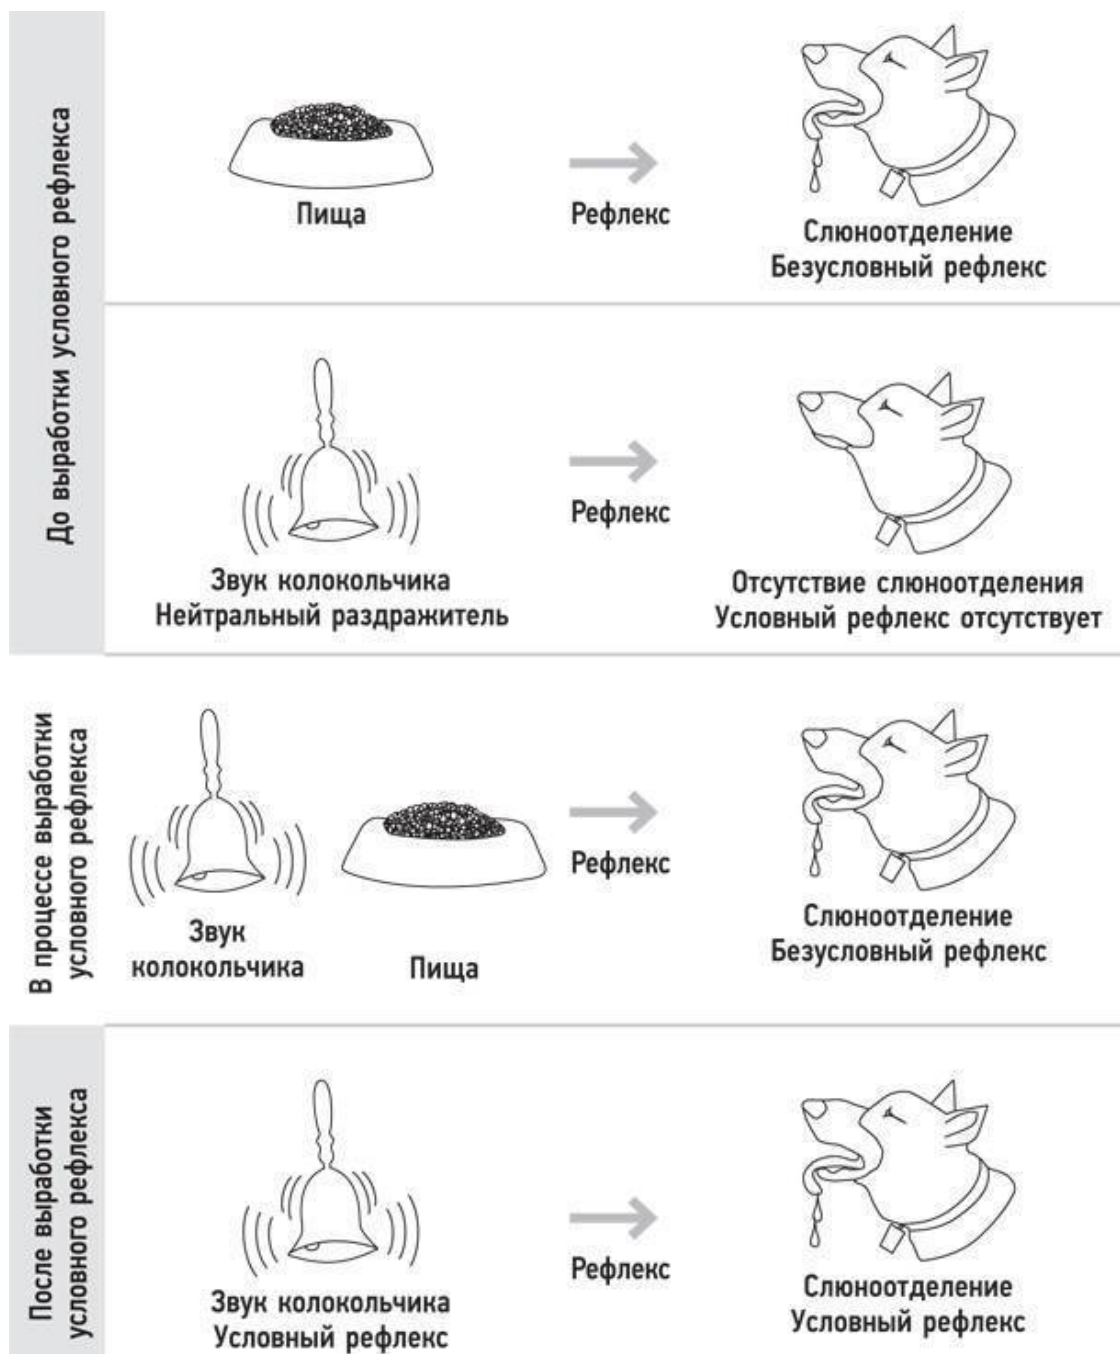 До выработки условного рефлекса
Пища
Рефлекс
Слюноотделение
Безусловный рефлекс
Звук колокольчика
Нейтральный раздражитель
Рефлекс
Отсутствие слюноотделения
Условный рефлекс отсутствует
В процессе выработки
условного рефлекса
Звук
колокольчика
Пища
Рефлекс
Слюноотделение
Безусловный рефлекс
После выработки
условного рефлекса
Звук колокольчика
Условный рефлекс
Рефлекс
Слюноотделение
Условный рефлекс